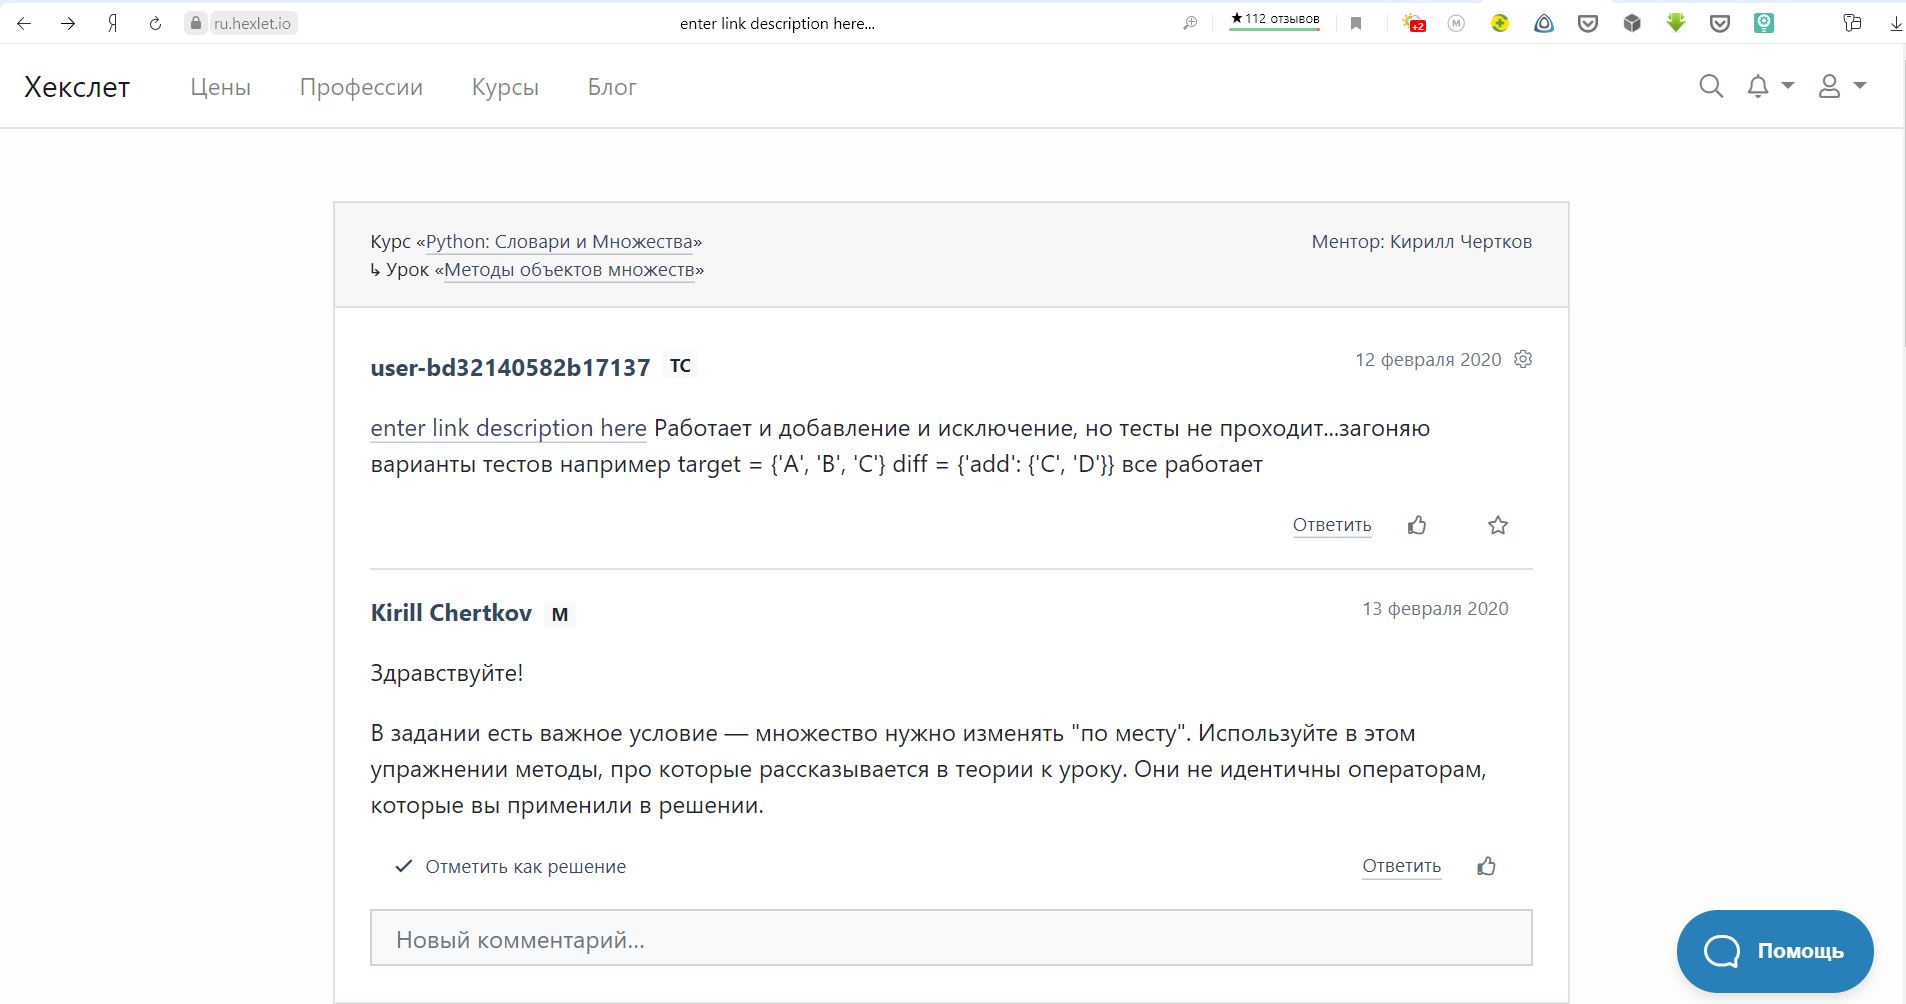 Я ru.hexlet.io enter link description here... ★112 отзывов +2 M
Хекслет Цены Профессии Курсы Блог
Курс «Python: Словари и Множества» Ментор: Кирилл Чертков
↳ Урок «Методы объектов множеств»
user-bd32140582b17137 TC 12 февраля 2020
enter link description here Работает и добавление и исключение, но тесты не проходит...загоняю
варианты тестов например target = {'A', 'B', 'C'} diff = {'add': {'C', 'D'}} все работает
Ответить
Kirill Chertkov M 13 февраля 2020
Здравствуйте!
В задании есть важное условие — множество нужно изменять "по месту". Используйте в этом
упражнении методы, про которые рассказывается в теории к уроку. Они не идентичны операторам,
которые вы применили в решении.
Отметить как решение Ответить
Новый комментарий...
Помощь